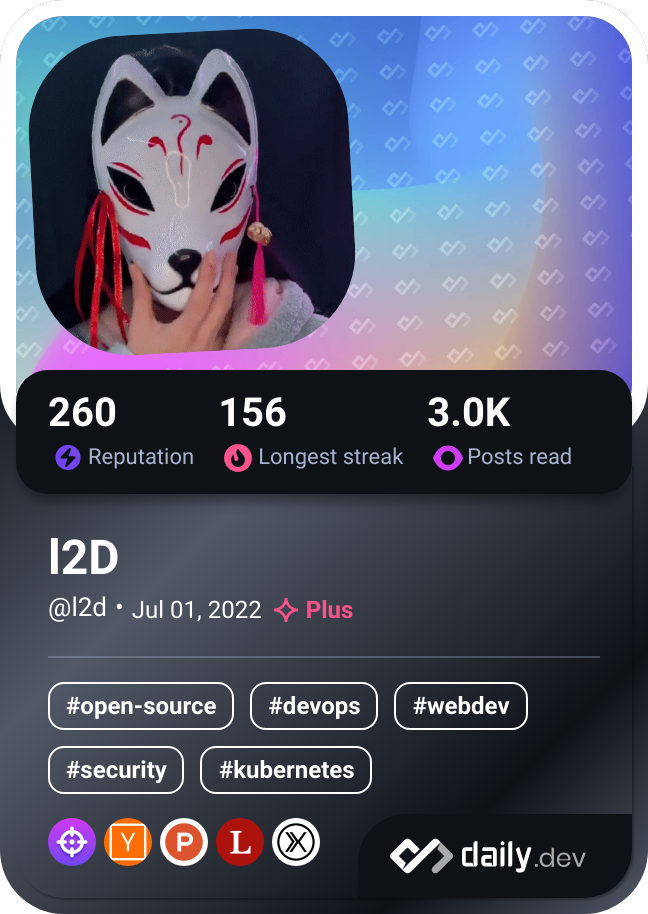 260 156 3.0K
Reputation Longest streak Posts read
l2D
@l2d • Jul 01, 2022 Plus
#open-source #devops #webdev
#security #kubernetes
Y P L X
daily.dev